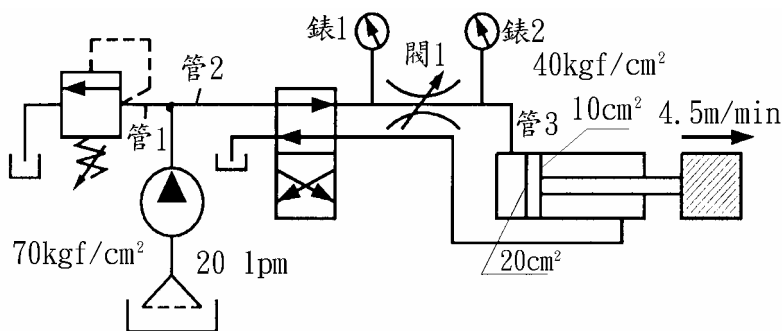 錶1
錶2
閥1
40kgf/cm²
管2
管1
管3
10cm²
4.5m/min
70kgf/cm²
20 lpm
20cm²